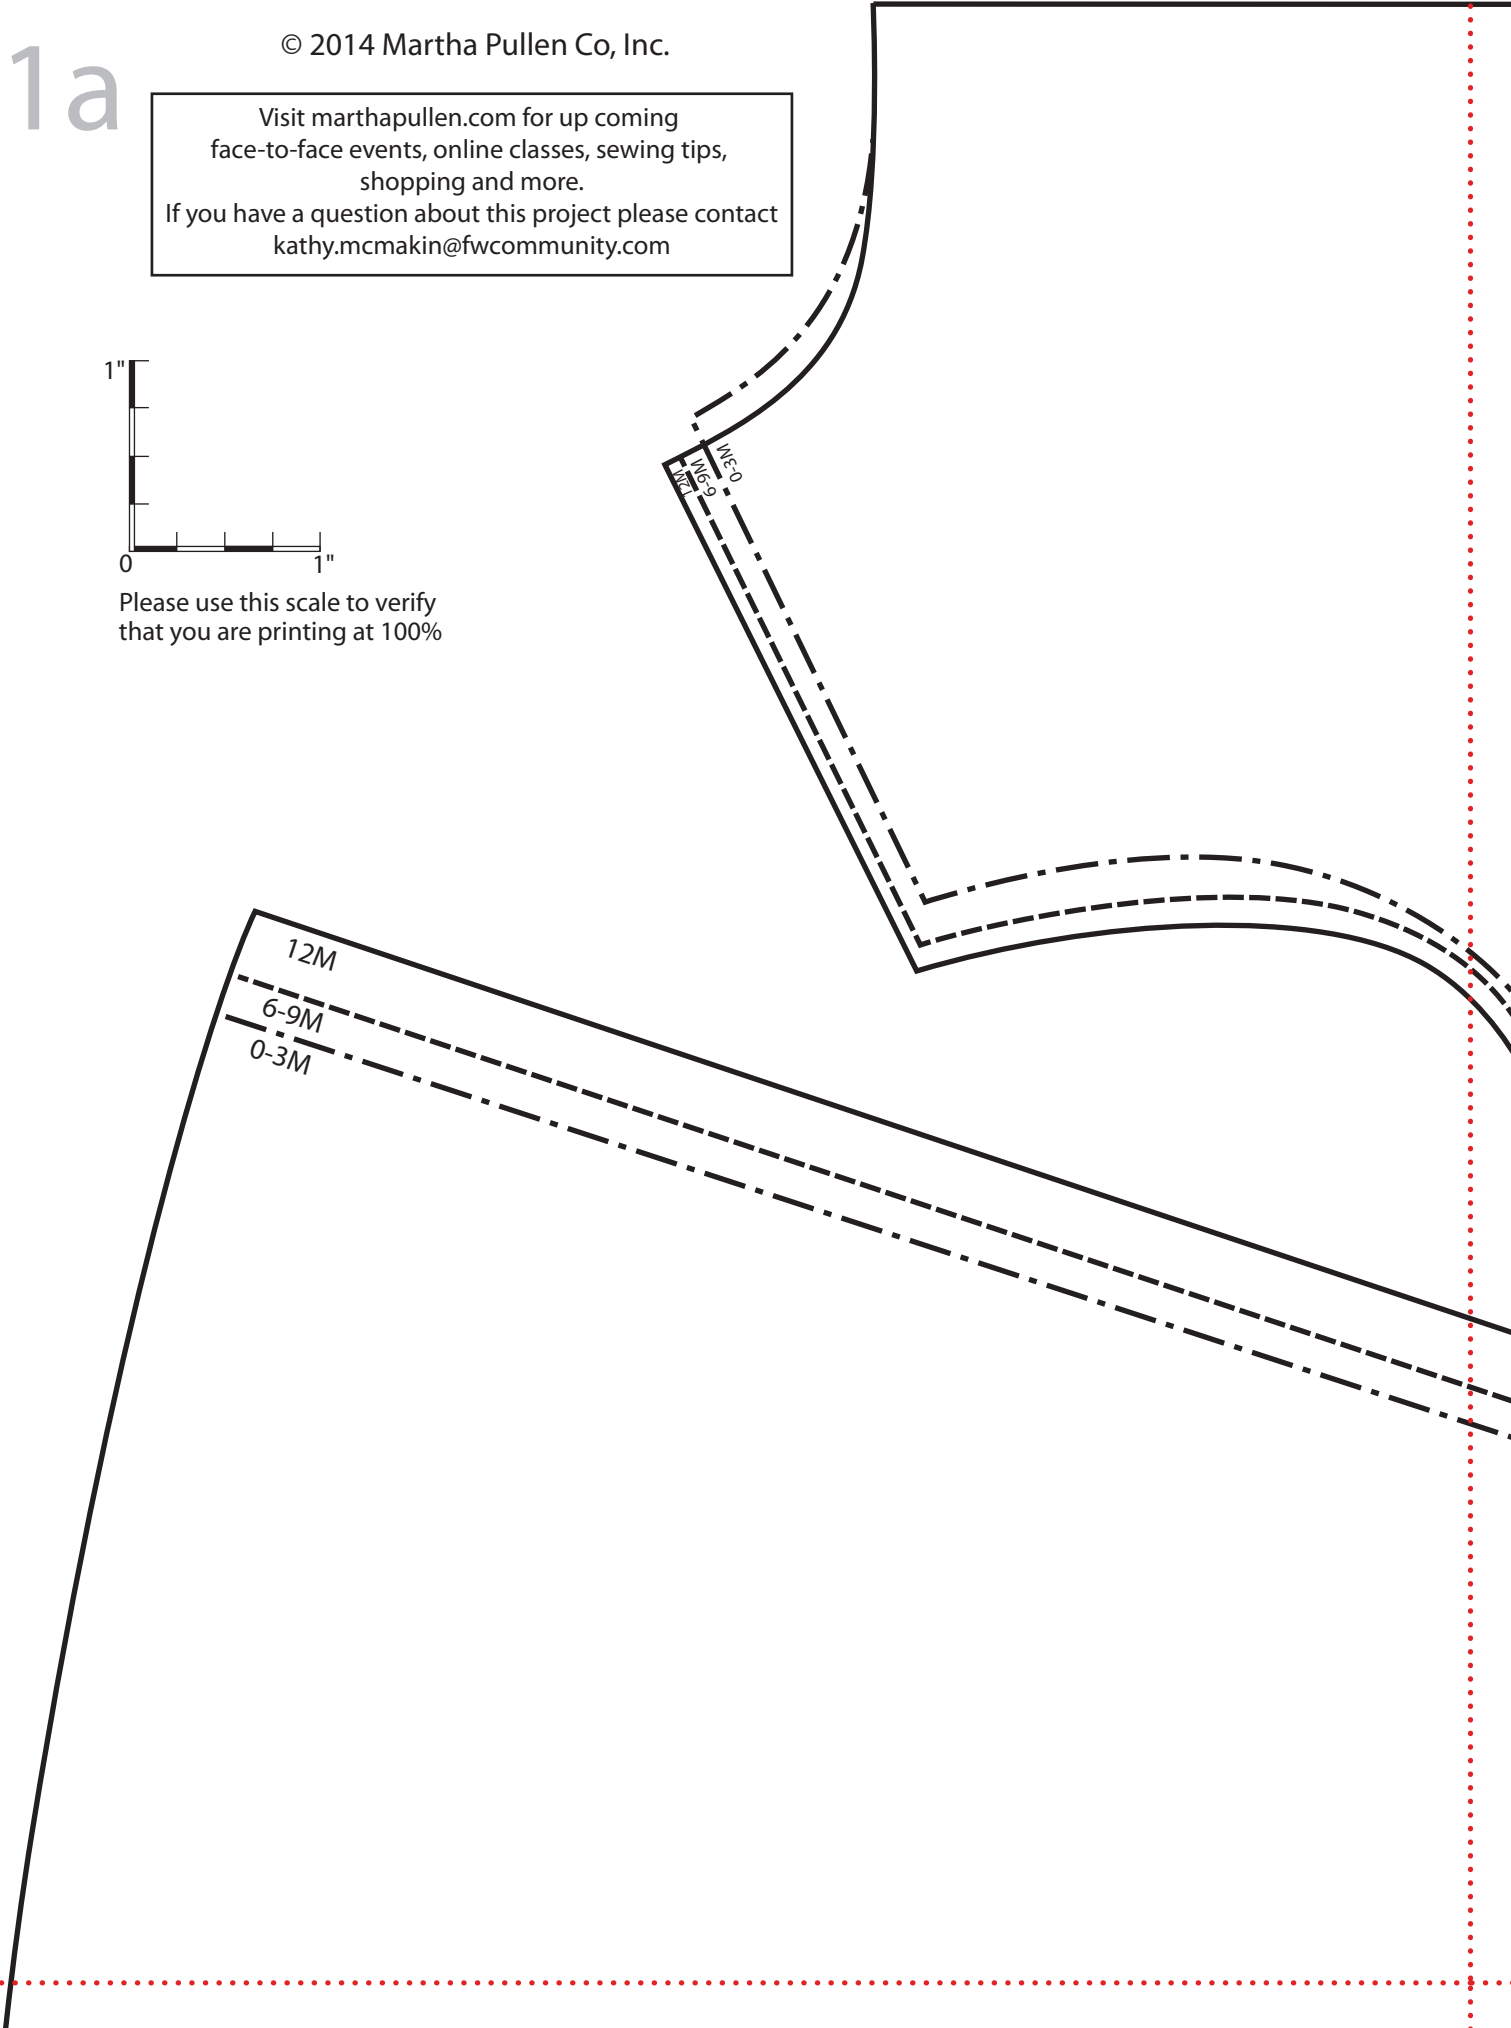 1a
© 2014 Martha Pullen Co, Inc.
Visit marthapullen.com for up coming
face-to-face events, online classes, sewing tips,
shopping and more.
If you have a question about this project please contact
kathy.mcmakin@fwcommunity.com
1"
0
1"
Please use this scale to verify
that you are printing at 100%
0-3M
6-9M
12M
12M
6-9M
0-3M